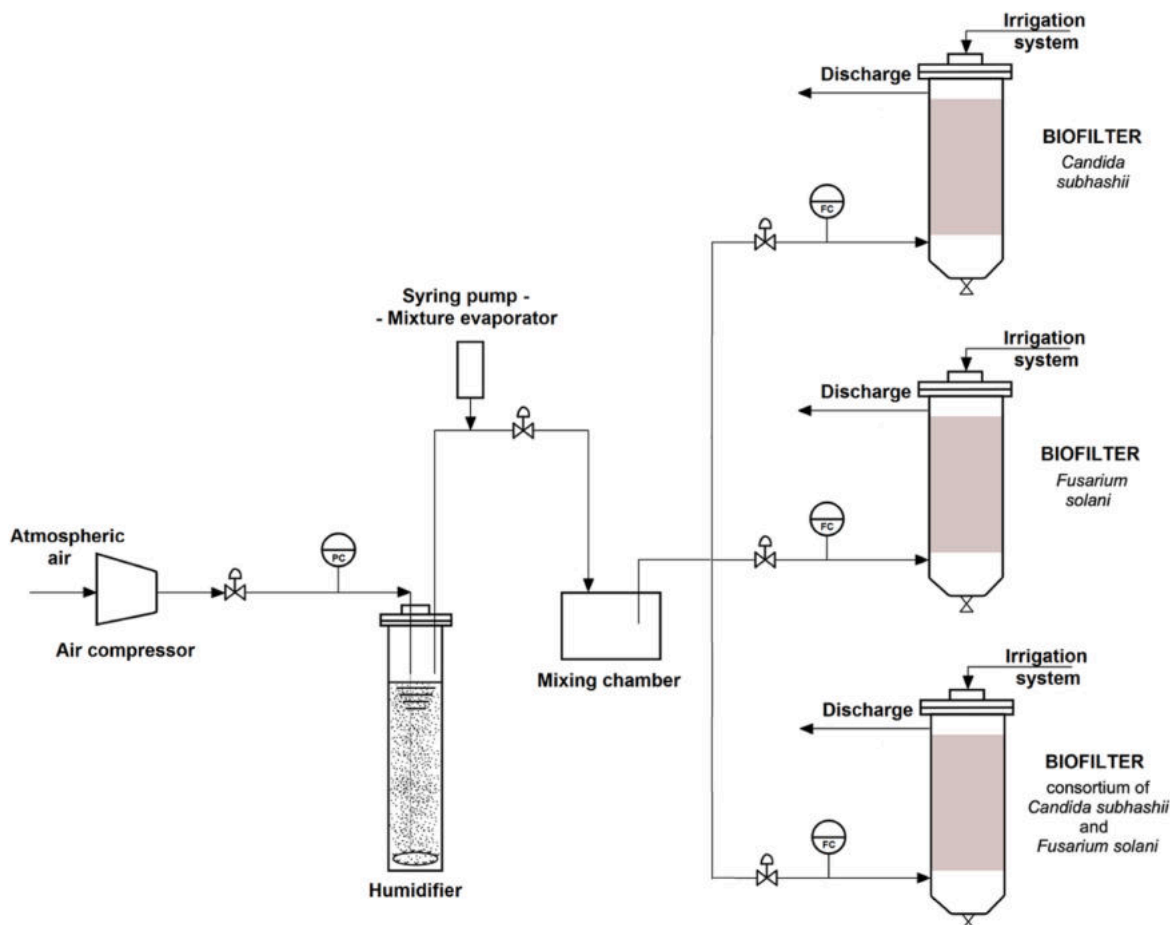 Irrigation
system
Discharge
BIOFILTER
Candida
subhashii
FC
Syring pump -
- Mixture evaporator
Irrigation
system
Discharge
BIOFILTER
Fusarium
solani
FC
Atmospheric
air
PC
Air compressor
Mixing chamber
Humidifier
Irrigation
system
Discharge
BIOFILTER
consortium of
Candida subhashii
and
Fusarium solani
FC